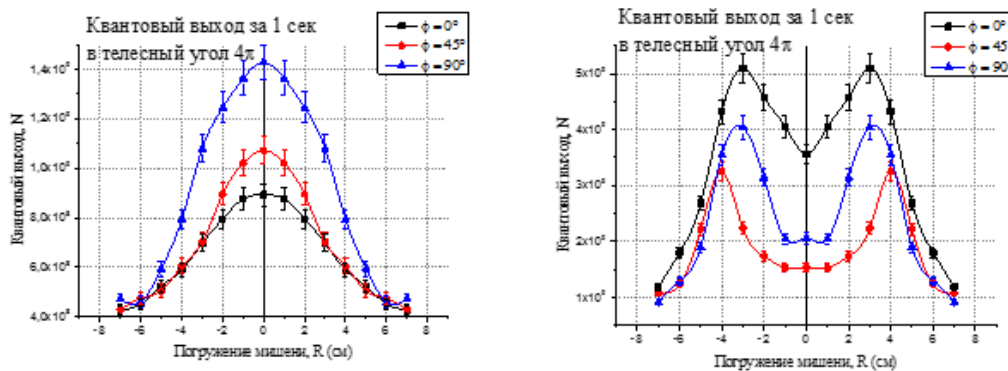 Квантовый выход за 1 сек
в телесный угол 4π
ϕ = 0°
ϕ = 45°
ϕ = 90°
Квантовый выход, N
1,4x10⁸
1,2x10⁸
1,0x10⁸
8,0x10⁸
6,0x10⁸
4,0x10⁸
-8 -6 -4 -2 0 2 4 6 8
Погружение мишени, R (см)
Квантовый выход за 1 сек
в телесный угол 4π
ϕ = 0°
ϕ = 45
ϕ = 90
Квантовый выход, N
5x10⁸
4x10⁸
3x10⁸
2x10⁸
1x10⁸
-8 -6 -4 -2 0 2 4 6 8
Погружение мишени, R (см)